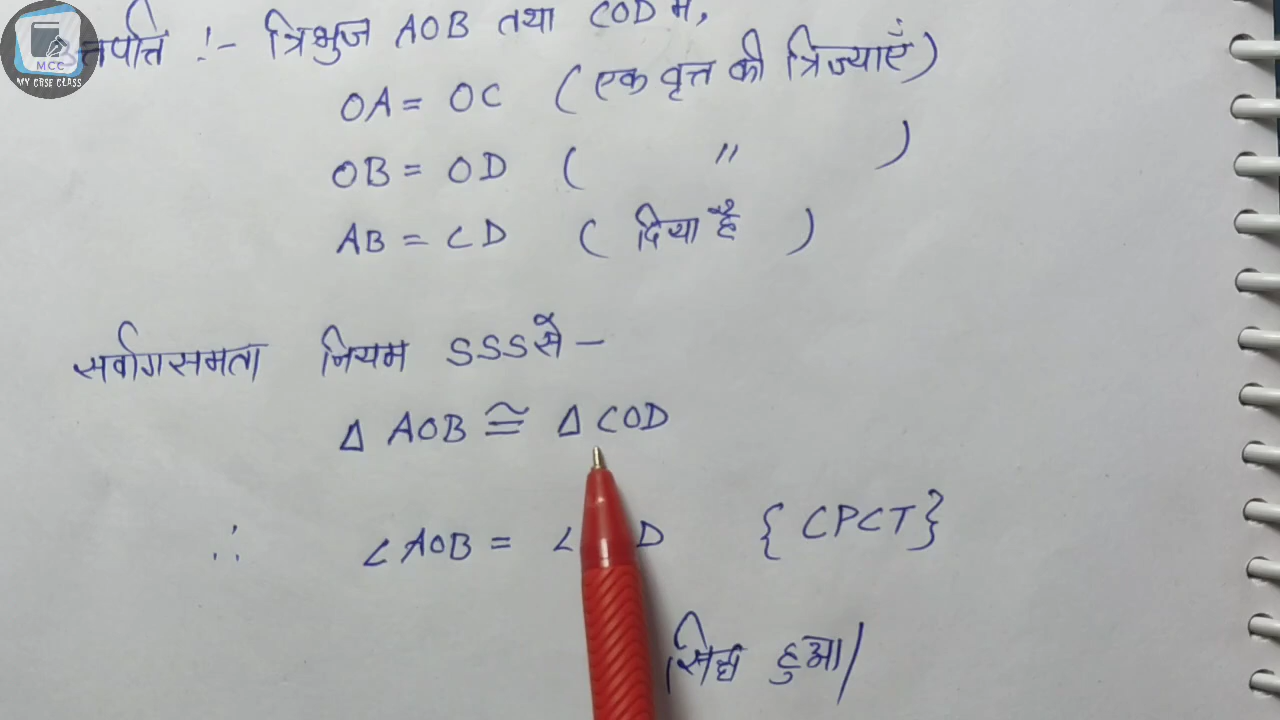 MCC
MY CBSE CLASS
त्रिभुज AOB तथा COD में,
OA = OC (एक वृत्त की त्रिज्याएँ)
OB = OD ( " )
AB = CD ( दिया है )
सर्वांगसमता नियम SSS से –
Δ AOB ≅ Δ COD
∴ ∠AOB = ∠ D {CPCT}
सिद्ध हुआ।